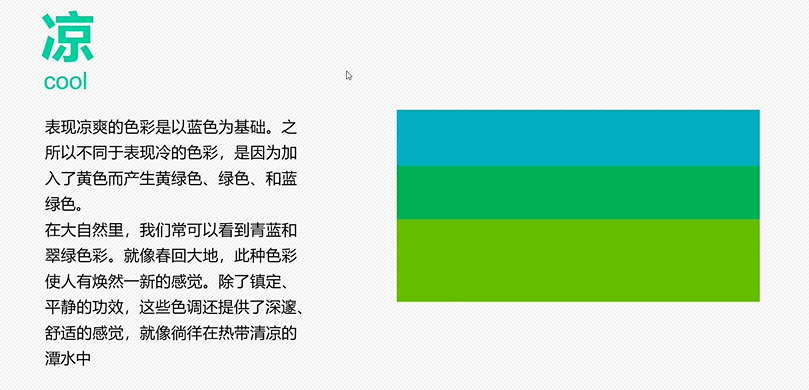 凉
cool
表现凉爽的色彩是以蓝色为基础。之
所以不同于表现冷的色彩，是因为加
入了黄色而产生黄绿色、绿色、和蓝
绿色。
在大自然里，我们常可以看到青蓝和
翠绿色彩。就像春回大地，此种色彩
使人有焕然一新的感觉。除了镇定、
平静的功效，这些色调还提供了深邃、
舒适的感觉，就像徜徉在热带清凉的
潭水中